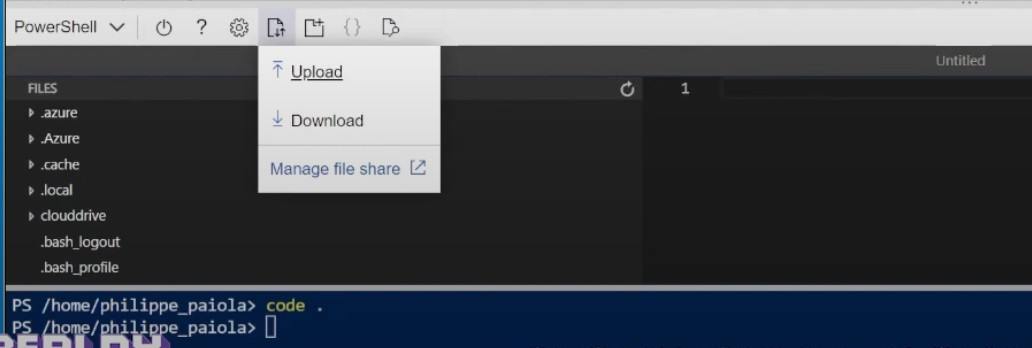 PowerShell
?
{}
Upload
Untitled
FILES
1
Download
.azure
.Azure
.cache
Manage file share
.local
clouddrive
.bash_logout
.bash_profile
PS /home/philippe_paiola> code .
PS /home/philippe_paiola>
REPLAY